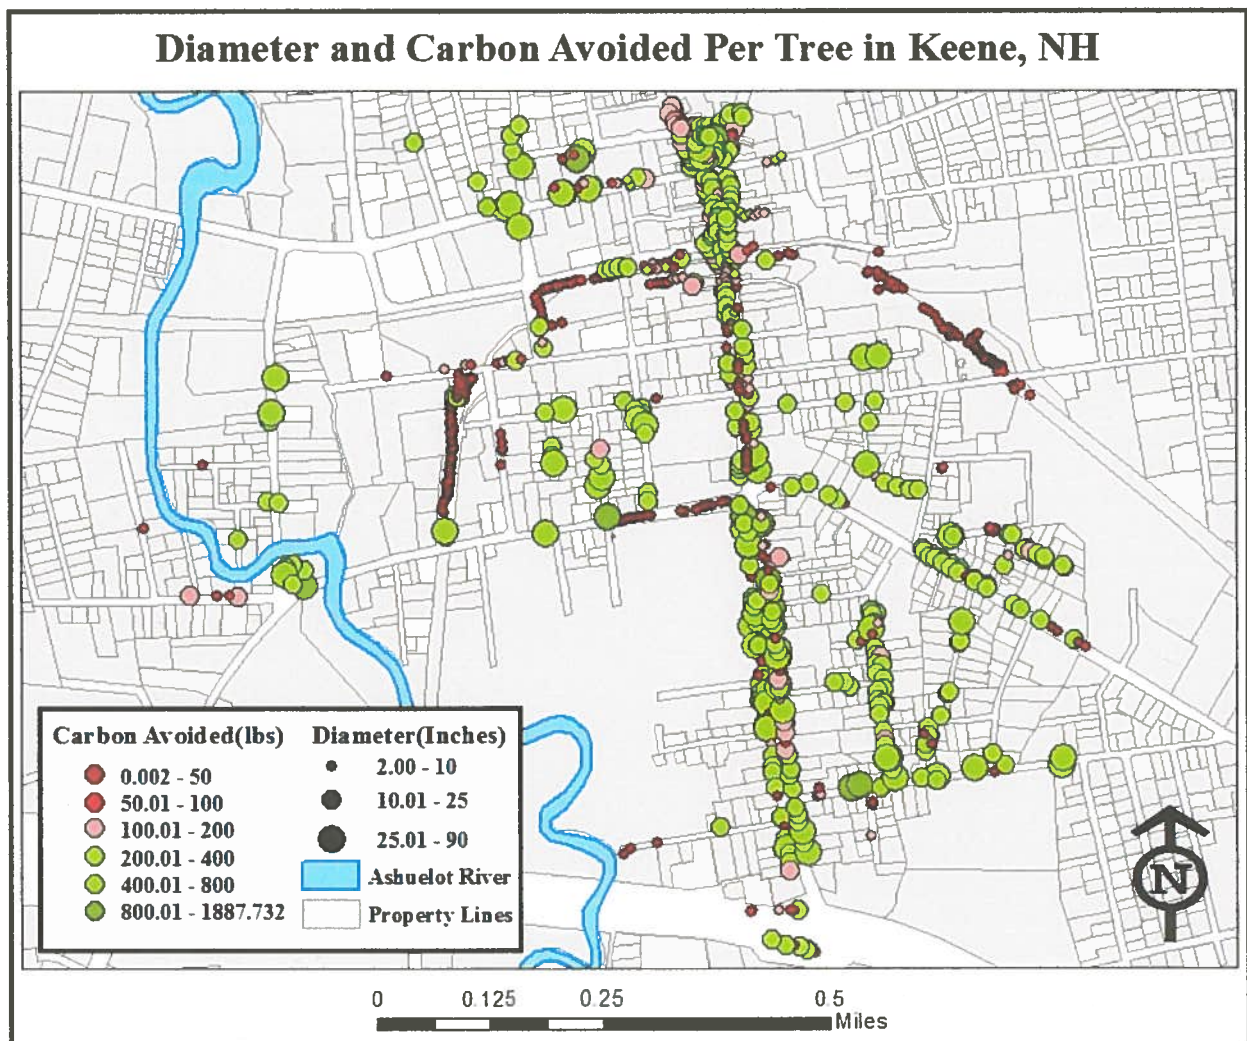 Diameter and Carbon Avoided Per Tree in Keene, NH
Carbon Avoided(lbs)
0.002 - 50
50.01 - 100
100.01 - 200
200.01 - 400
400.01 - 800
800.01 - 1887.732
Diameter(Inches)
2.00 - 10
10.01 - 25
25.01 - 90
Ashuelot River
Property Lines
N
0 0.125 0.25 0.5
Miles